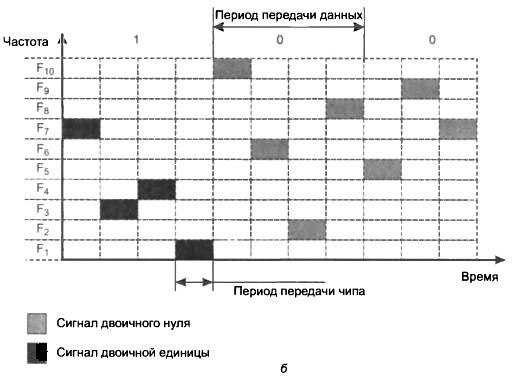 Период передачи данных
Частота
1
0
0
F10
F9
F8
F7
F6
F5
F4
F3
F2
F1
Время
Период передачи чипа
Сигнал двоичного нуля
Сигнал двоичной единицы
б